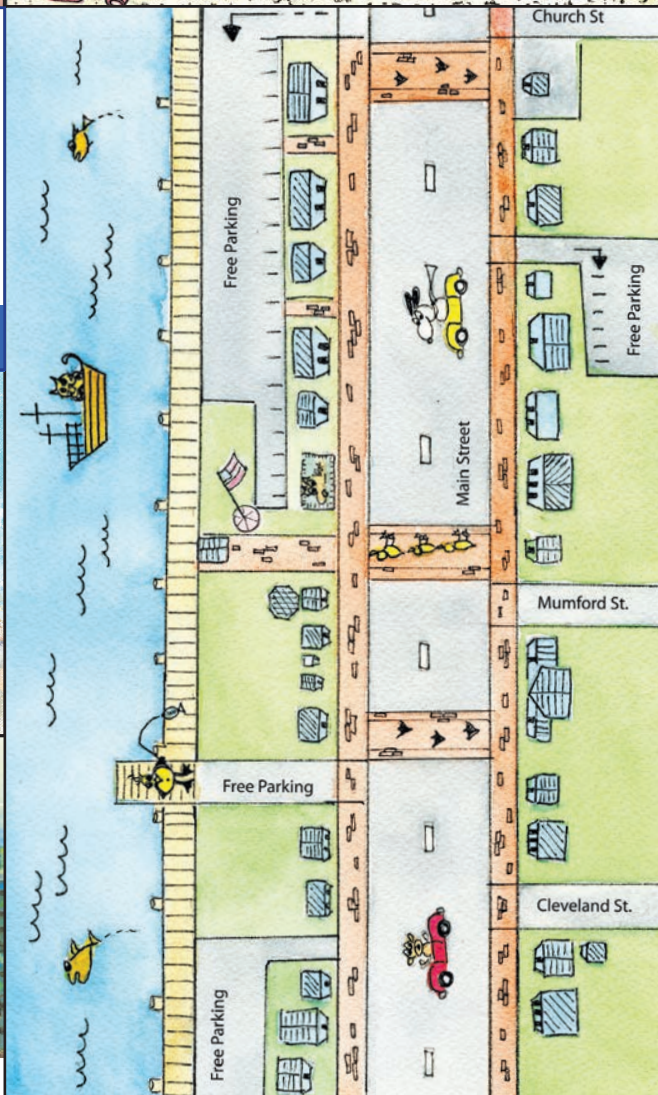 Church St
Free Parking
Free Parking
Main Street
Mumford St.
Free Parking
Cleveland St.
Free Parking